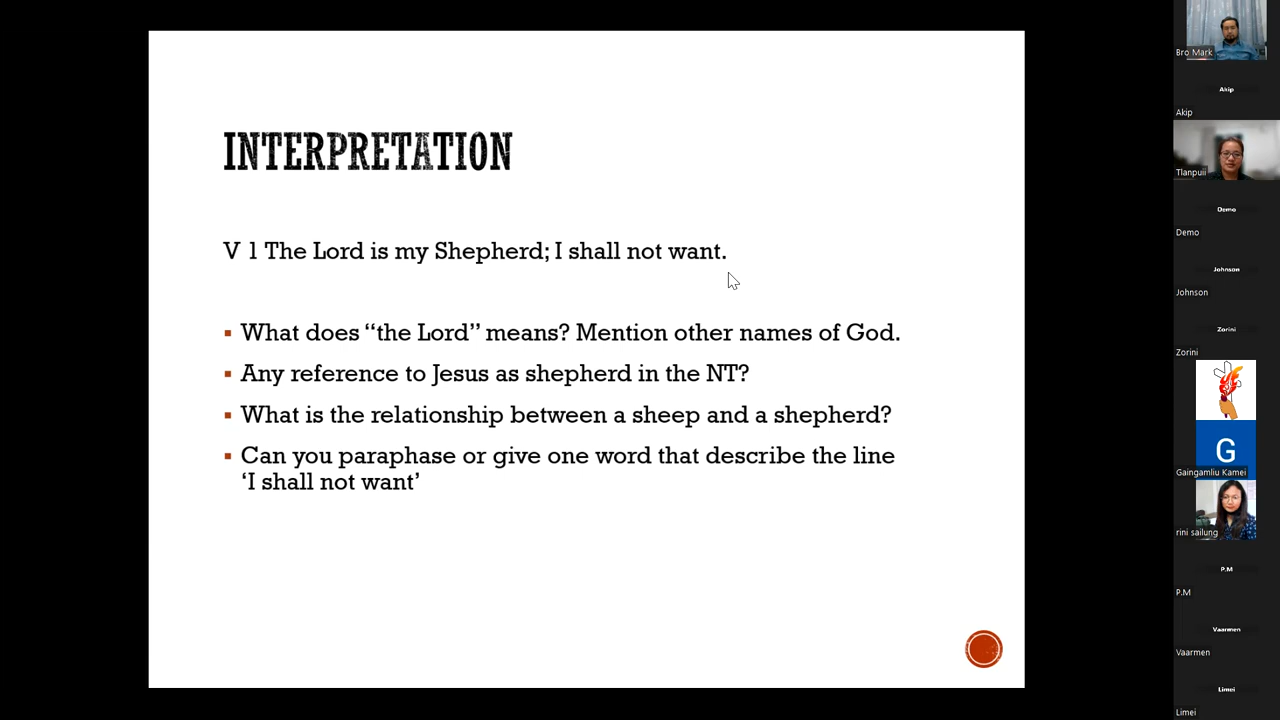 INTERPRETATION
V 1 The Lord is my Shepherd; I shall not want.
▪ What does “the Lord” means? Mention other names of God.
▪ Any reference to Jesus as shepherd in the NT?
▪ What is the relationship between a sheep and a shepherd?
▪ Can you paraphase or give one word that describe the line
‘I shall not want’
Bro Mark
Akip
Akip
Tlanpuii
Demo
Demo
Johnson
Johnson
Zorini
Zorini
G
Gaingamliu Kamei
rini sailung
P.M
P.M
Vaarmen
Vaarmen
Limei
Limei